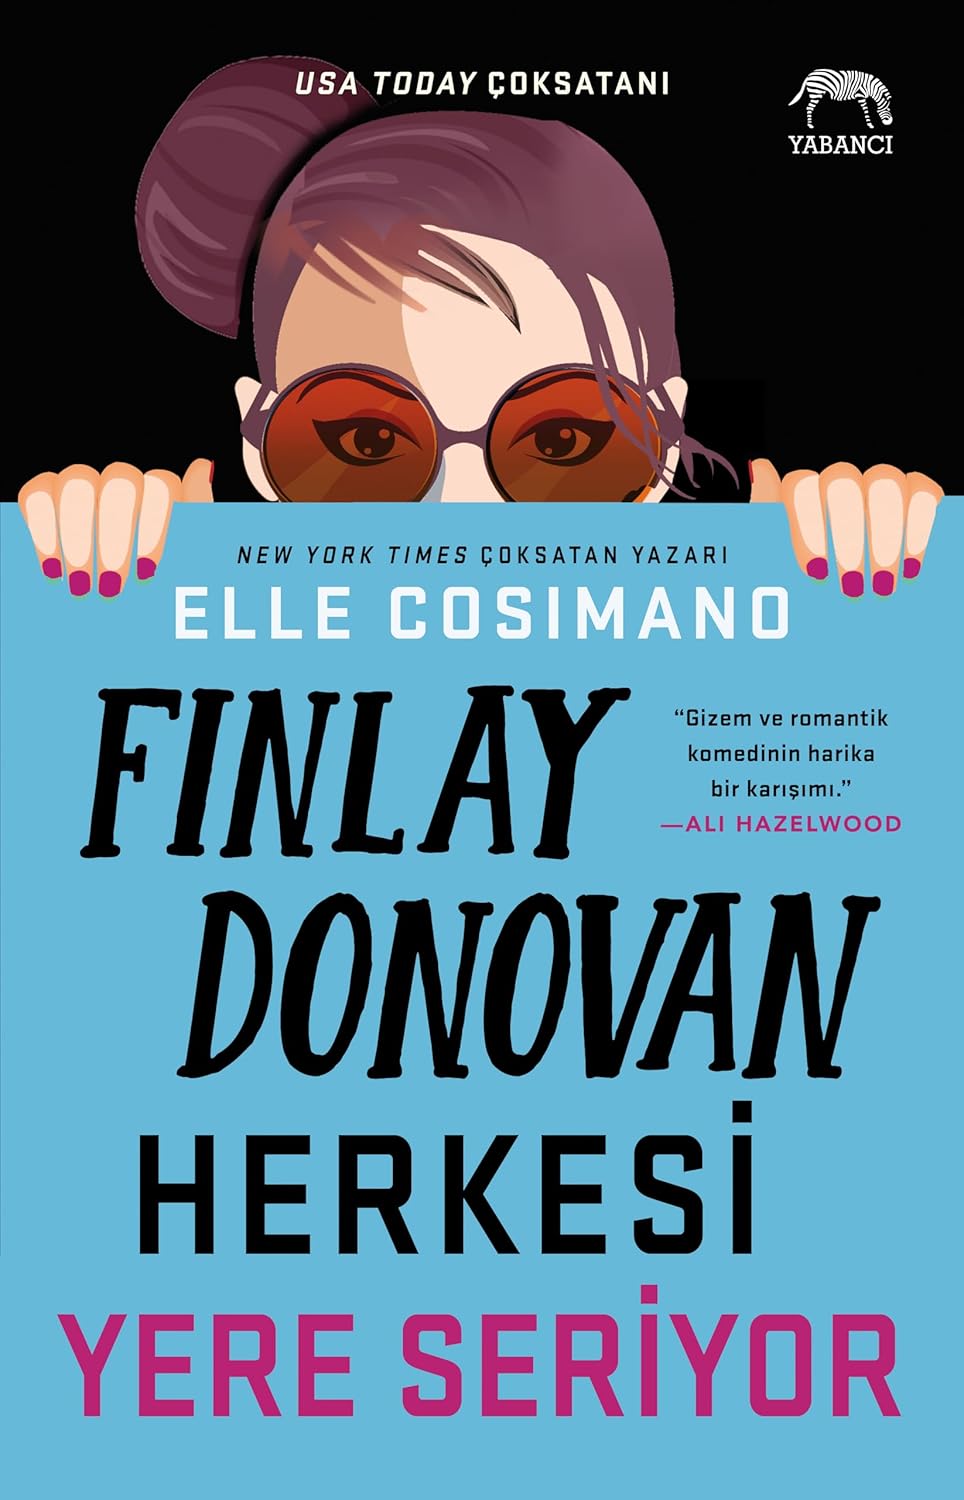 USA TODAY ÇOKSATANI
YABANCI
NEW YORK TIMES ÇOKSATAN YAZARI
ELLE COSIMANO
FINLAY
DONOVAN
HERKESİ
YERE SERİYOR
“Gizem ve romantik
komedinin harika
bir karışımı.”
—ALI HAZELWOOD